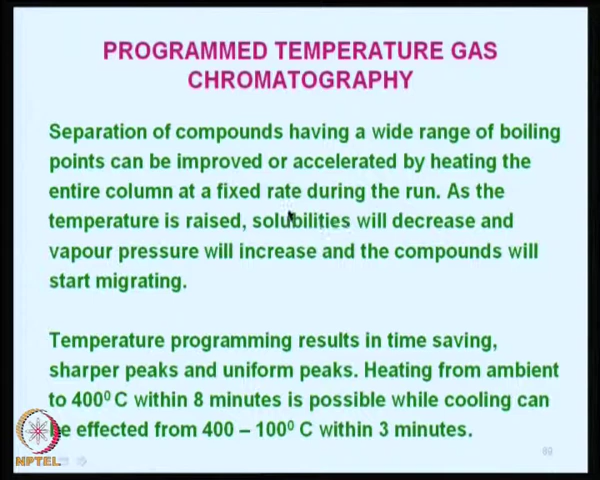 PROGRAMMED TEMPERATURE GAS
CHROMATOGRAPHY
Separation of compounds having a wide range of boiling
points can be improved or accelerated by heating the
entire column at a fixed rate during the run. As the
temperature is raised, solubilities will decrease and
vapour pressure will increase and the compounds will
start migrating.
Temperature programming results in time saving,
sharper peaks and uniform peaks. Heating from ambient
to 400⁰ C within 8 minutes is possible while cooling can
be effected from 400 – 100⁰ C within 3 minutes.
NPTEL
69